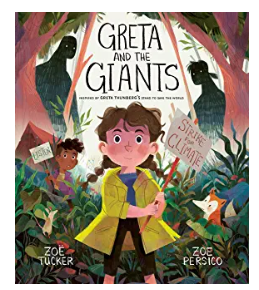 GRETA
AND THE
GIANTS
INSPIRED BY GRETA THUNBERG'S STAND TO SAVE THE WORLD
STRIKE
FOR
CLIMATE
ZOË
TUCKER
ZOE
PERSICO